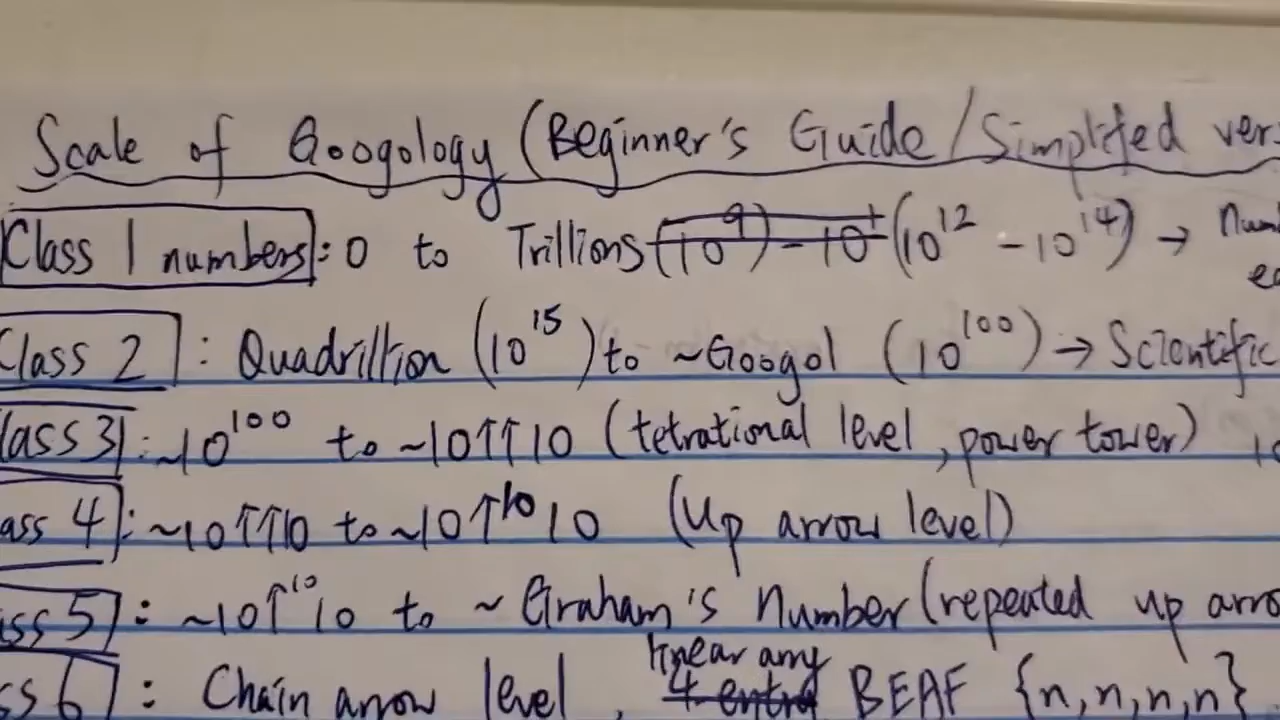 Scale of Googology (Beginner's Guide/Simplified ver.
Class 1 numbers: 0 to Trillions (10^9) - 10^1 (10^12 - 10^14) →
Class 2: Quadrillion (10^15) to ~Googol (10^100) → Scientific
lass 3: ~10^100 to ~10↑↑10 (tetrational level, power tower)
ass 4: ~10↑↑10 to ~10↑^10 10 (Up arrow level)
ass 5: ~10↑^10 10 to ~ Graham's Number (repeated up arro
linear array
ss 6: Chain arrow level, 4 entry BEAF {n,n,n,n}